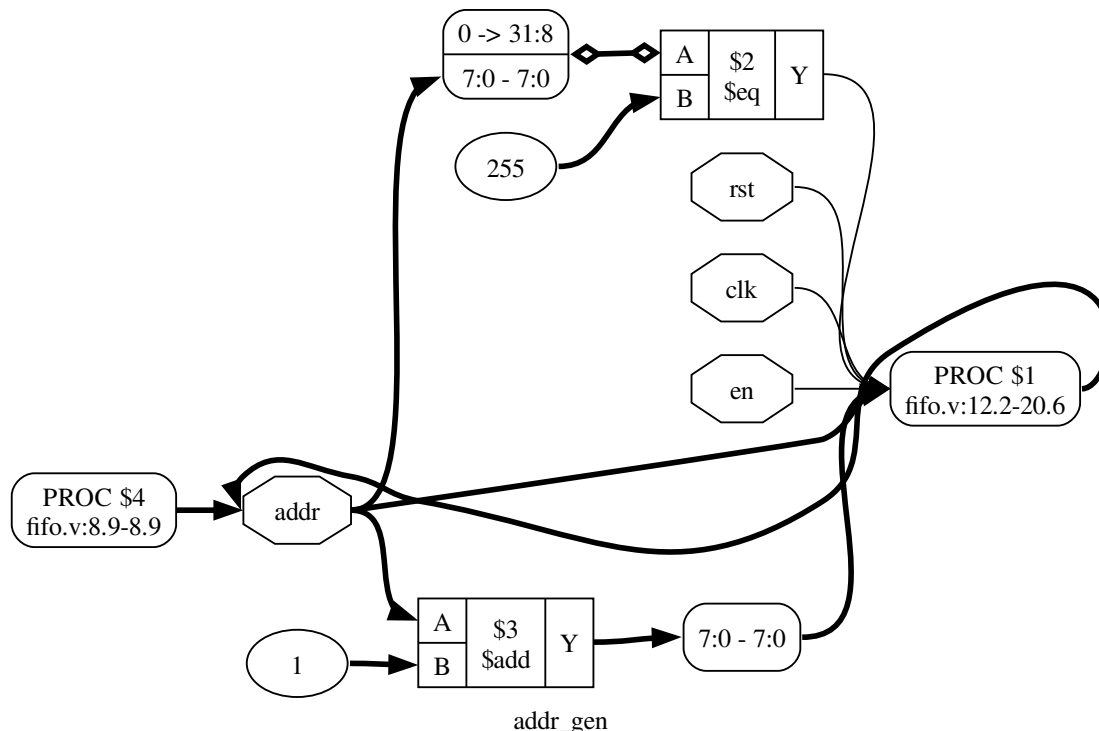 0 -> 31:8
7:0 - 7:0
A
B
$2
$eq
Y
255
rst
clk
en
PROC $1
fifo.v:12.2-20.6
PROC $4
fifo.v:8.9-8.9
addr
A
B
$3
$add
Y
7:0 - 7:0
1
addr_gen